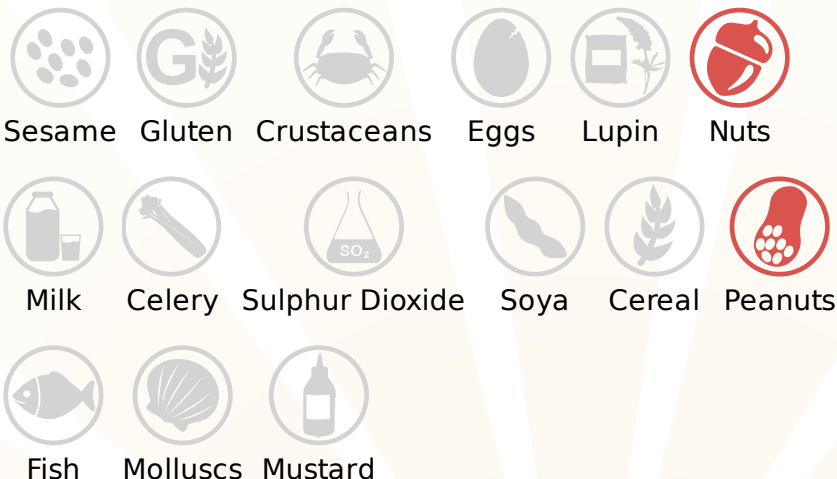 Sesame Gluten Crustaceans Eggs Lupin Nuts
SO₂
Milk Celery Sulphur Dioxide Soya Cereal Peanuts
Fish Molluscs Mustard